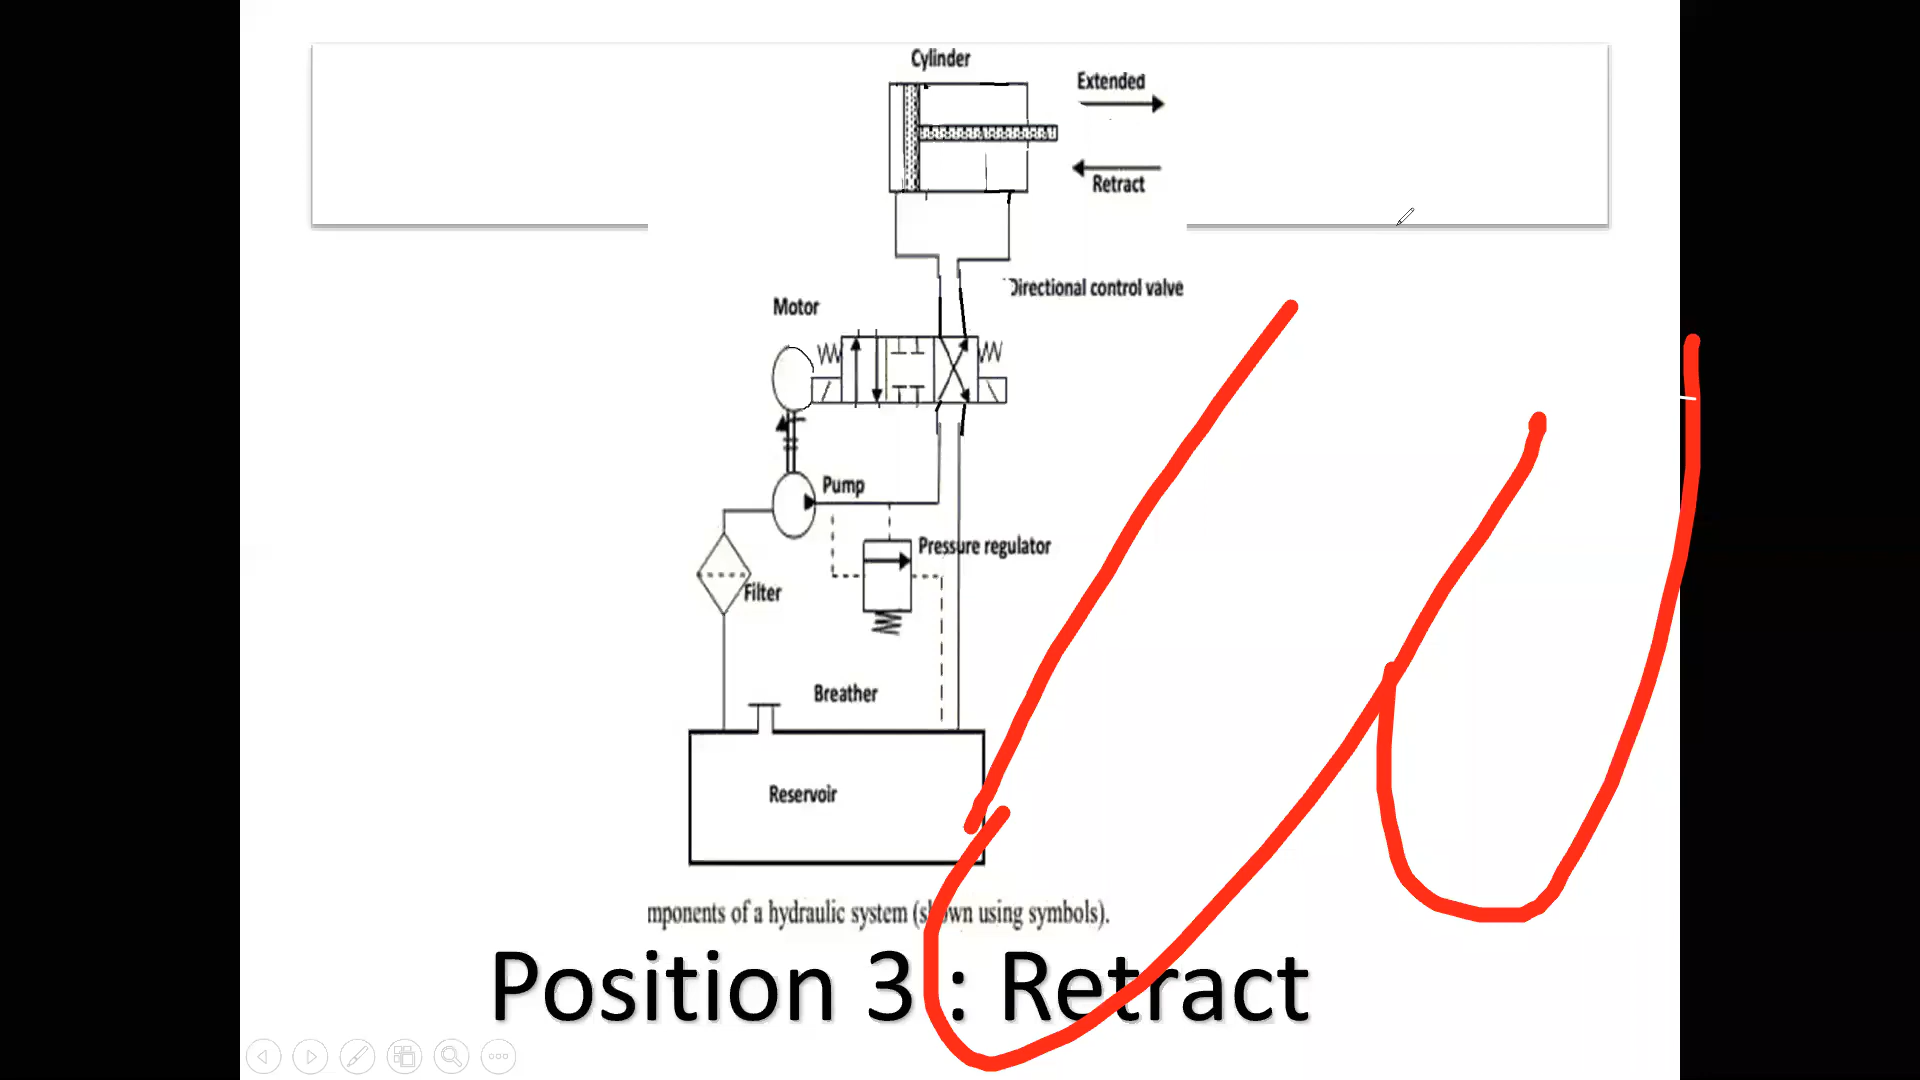 Cylinder
Extended
Retract
Directional control valve
Motor
Pump
Pressure regulator
Filter
Breather
Reservoir
mponents of a hydraulic system (shown using symbols).
Position 3 : Retract